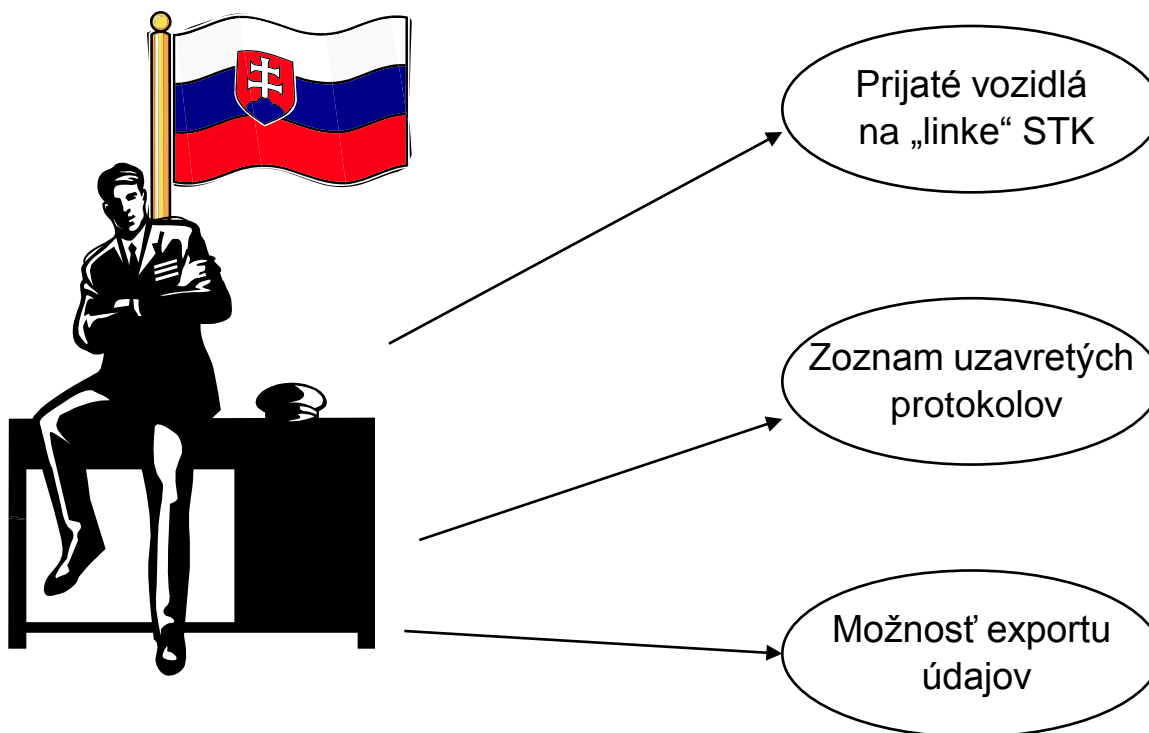 Prijaté vozidlá
na „linke“ STK
Zoznam uzavretých
protokolov
Možnosť exportu
údajov